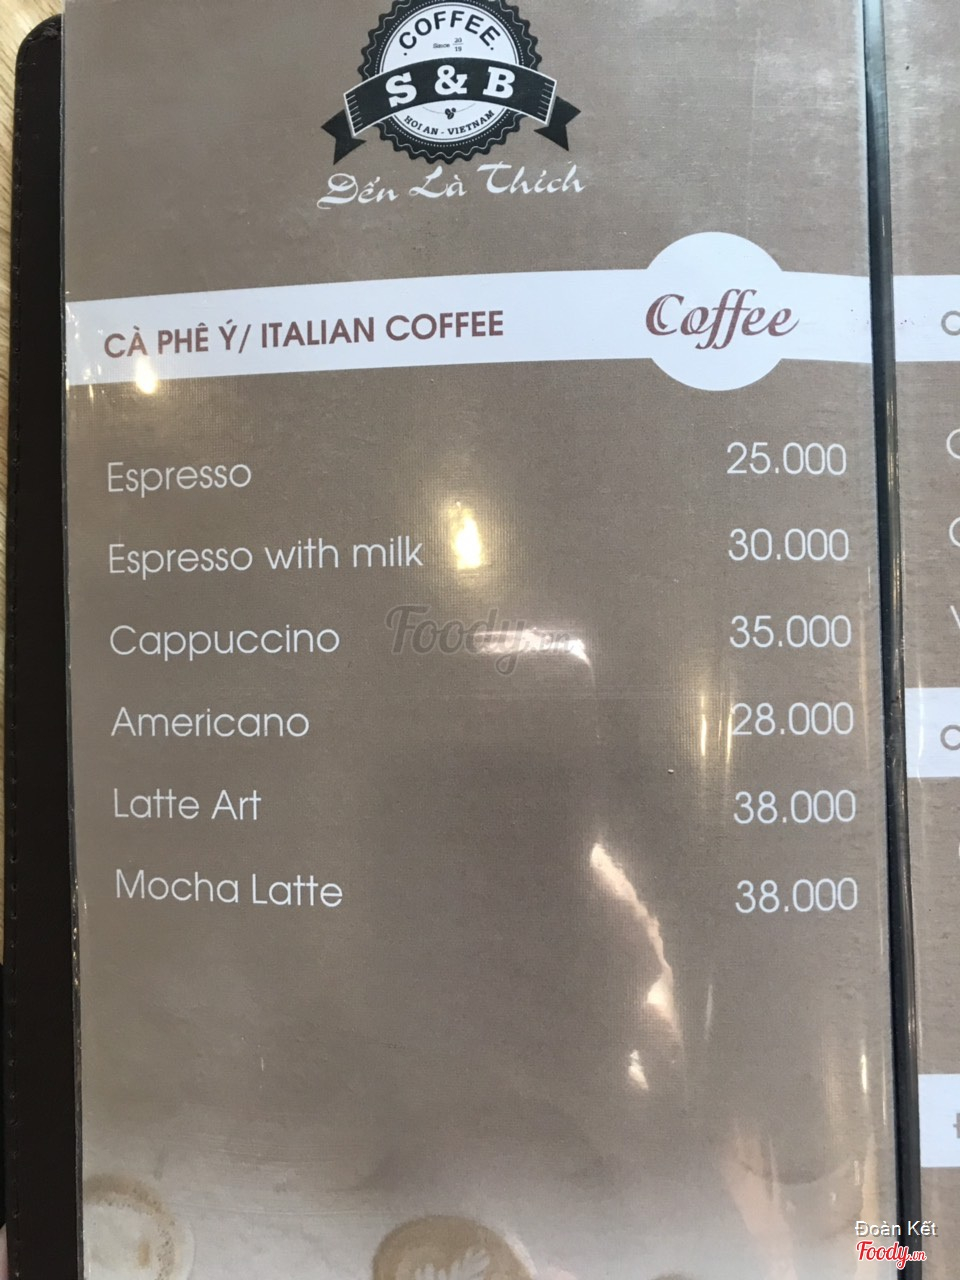 COFFEE
Since 20 19
S & B
HOI AN - VIETNAM
Đến Là Thích
CÀ PHÊ Ý/ ITALIAN COFFEE
Coffee
Espresso 25.000
Espresso with milk 30.000
Cappuccino 35.000
Americano 28.000
Latte Art 38.000
Mocha Latte 38.000
Foody.vn
Đoàn Kết
Foody.vn